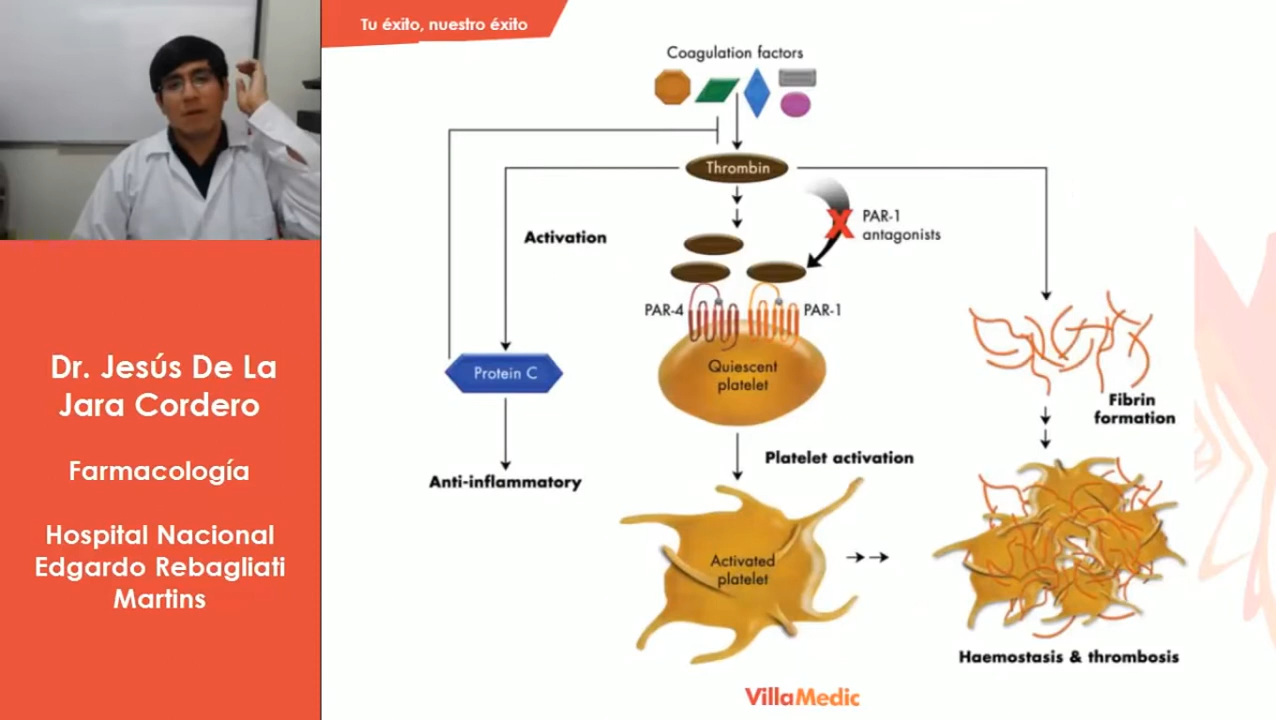 Tu éxito, nuestro éxito
Dr. Jesús De La
Jara Cordero
Farmacología
Hospital Nacional
Edgardo Rebagliati
Martins
Coagulation factors
Thrombin
PAR-1
antagonists
Activation
PAR-4
PAR-1
Quiescent
platelet
Protein C
Fibrin
formation
Platelet activation
Anti-inflammatory
Activated
platelet
Haemostasis & thrombosis
VillaMedic